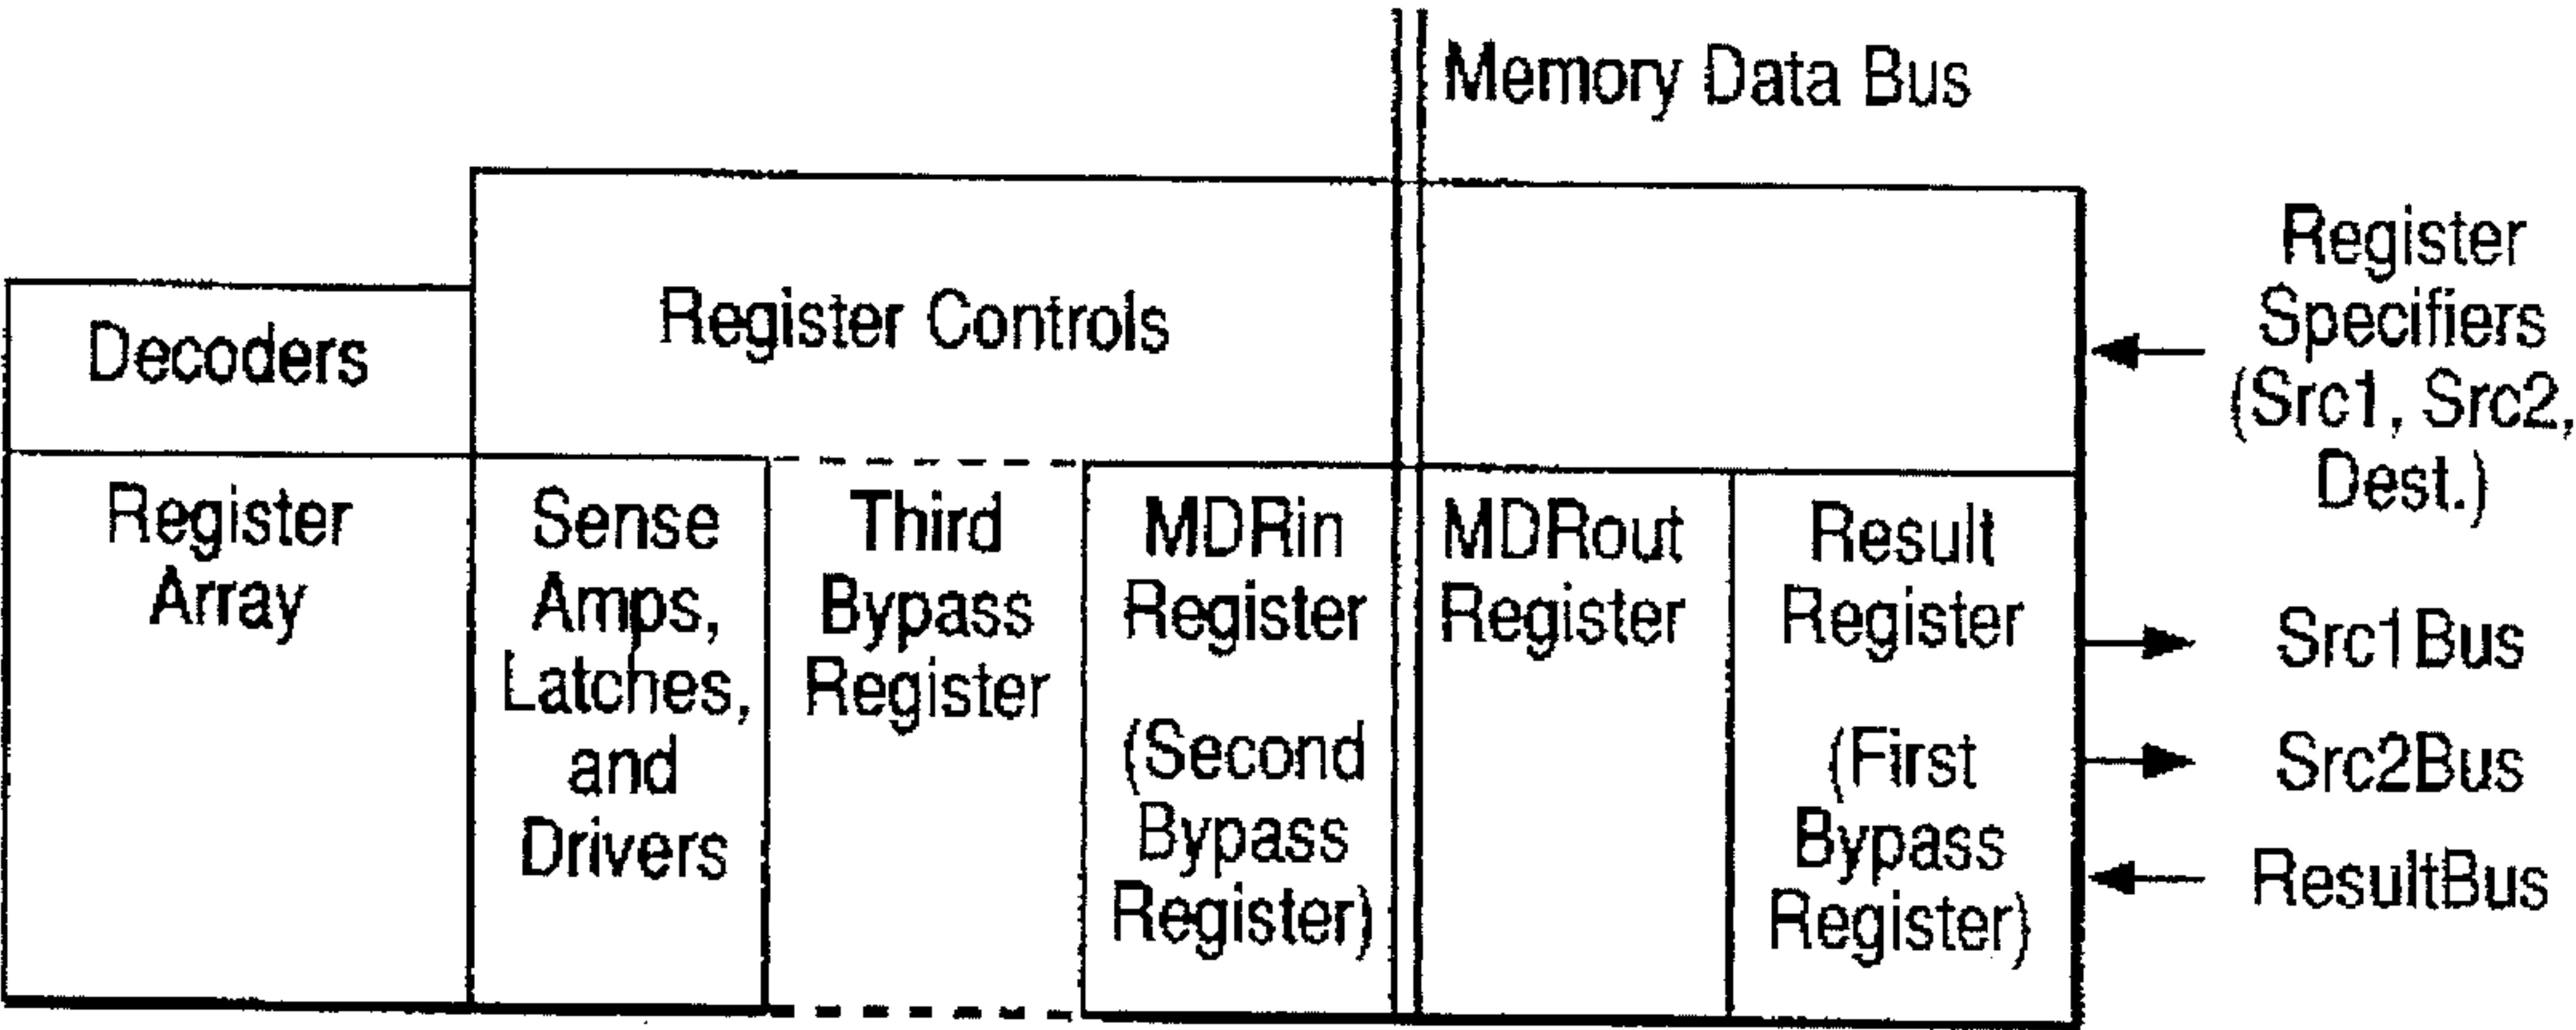 Memory Data Bus
Register Controls
Decoders
Register
Specifiers
(Src1, Src2,
Dest.)
Register
Array
Sense
Amps,
Latches,
and
Drivers
Third
Bypass
Register
MDRin
Register
(Second
Bypass
Register)
MDRout
Register
Result
Register
(First
Bypass
Register)
Src1Bus
Src2Bus
ResultBus